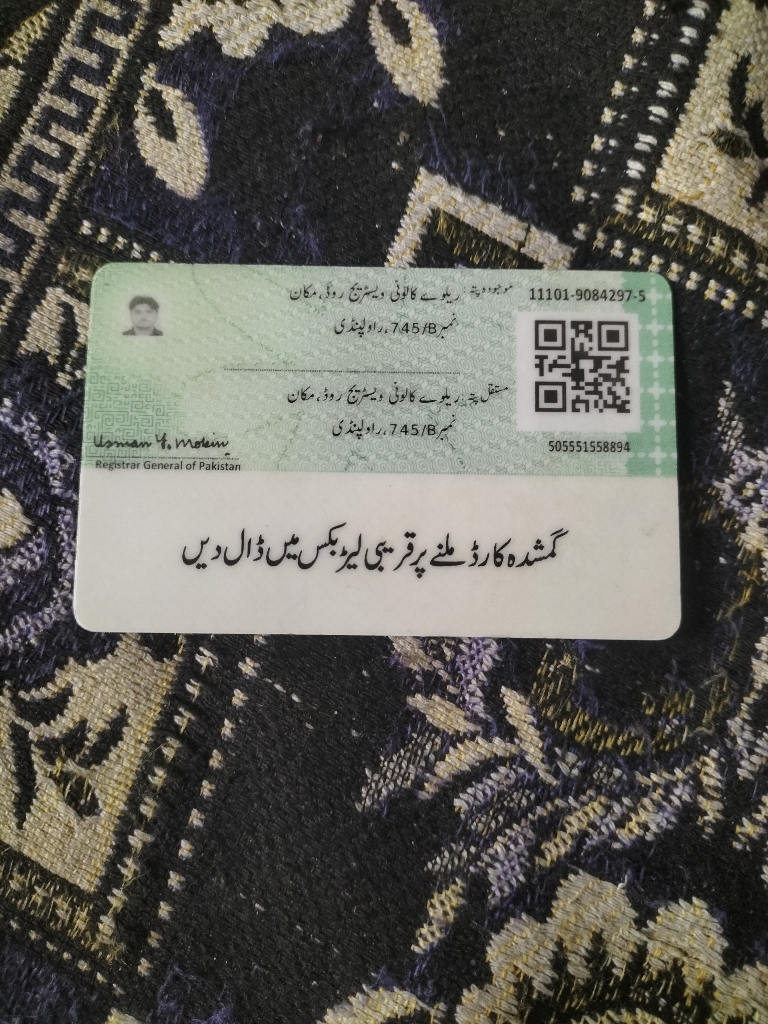 11101-9084297-5
موجودہ پتہ: ریلوے کالونی ویسٹریج روڈ، مکان
نمبر 745/B، راولپنڈی
مستقل پتہ: ریلوے کالونی ویسٹریج روڈ، مکان
نمبر 745/B، راولپنڈی
505551558894
Usman Y. Mobin
Registrar General of Pakistan
گمشدہ کارڈ ملنے پر قریبی لیٹر بکس میں ڈال دیں